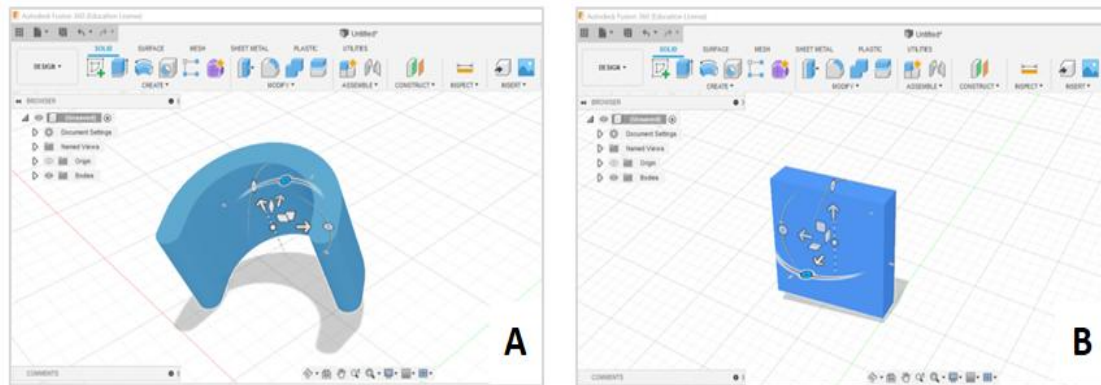 Autodesk Fusion 360 (Education License)
Untitled*
SOLID SURFACE MESH SHEET METAL PLASTIC UTILITIES
DESIGN
CREATE MODIFY ASSEMBLE CONSTRUCT INSPECT INSERT
BROWSER
(Unsaved)
Document Settings
Named Views
Origin
Bodies
COMMENTS
A
Autodesk Fusion 360 (Education License)
Untitled*
SOLID SURFACE MESH SHEET METAL PLASTIC UTILITIES
DESIGN
CREATE MODIFY ASSEMBLE CONSTRUCT INSPECT INSERT
BROWSER
(Unsaved)
Document Settings
Named Views
Origin
Bodies
COMMENTS
B